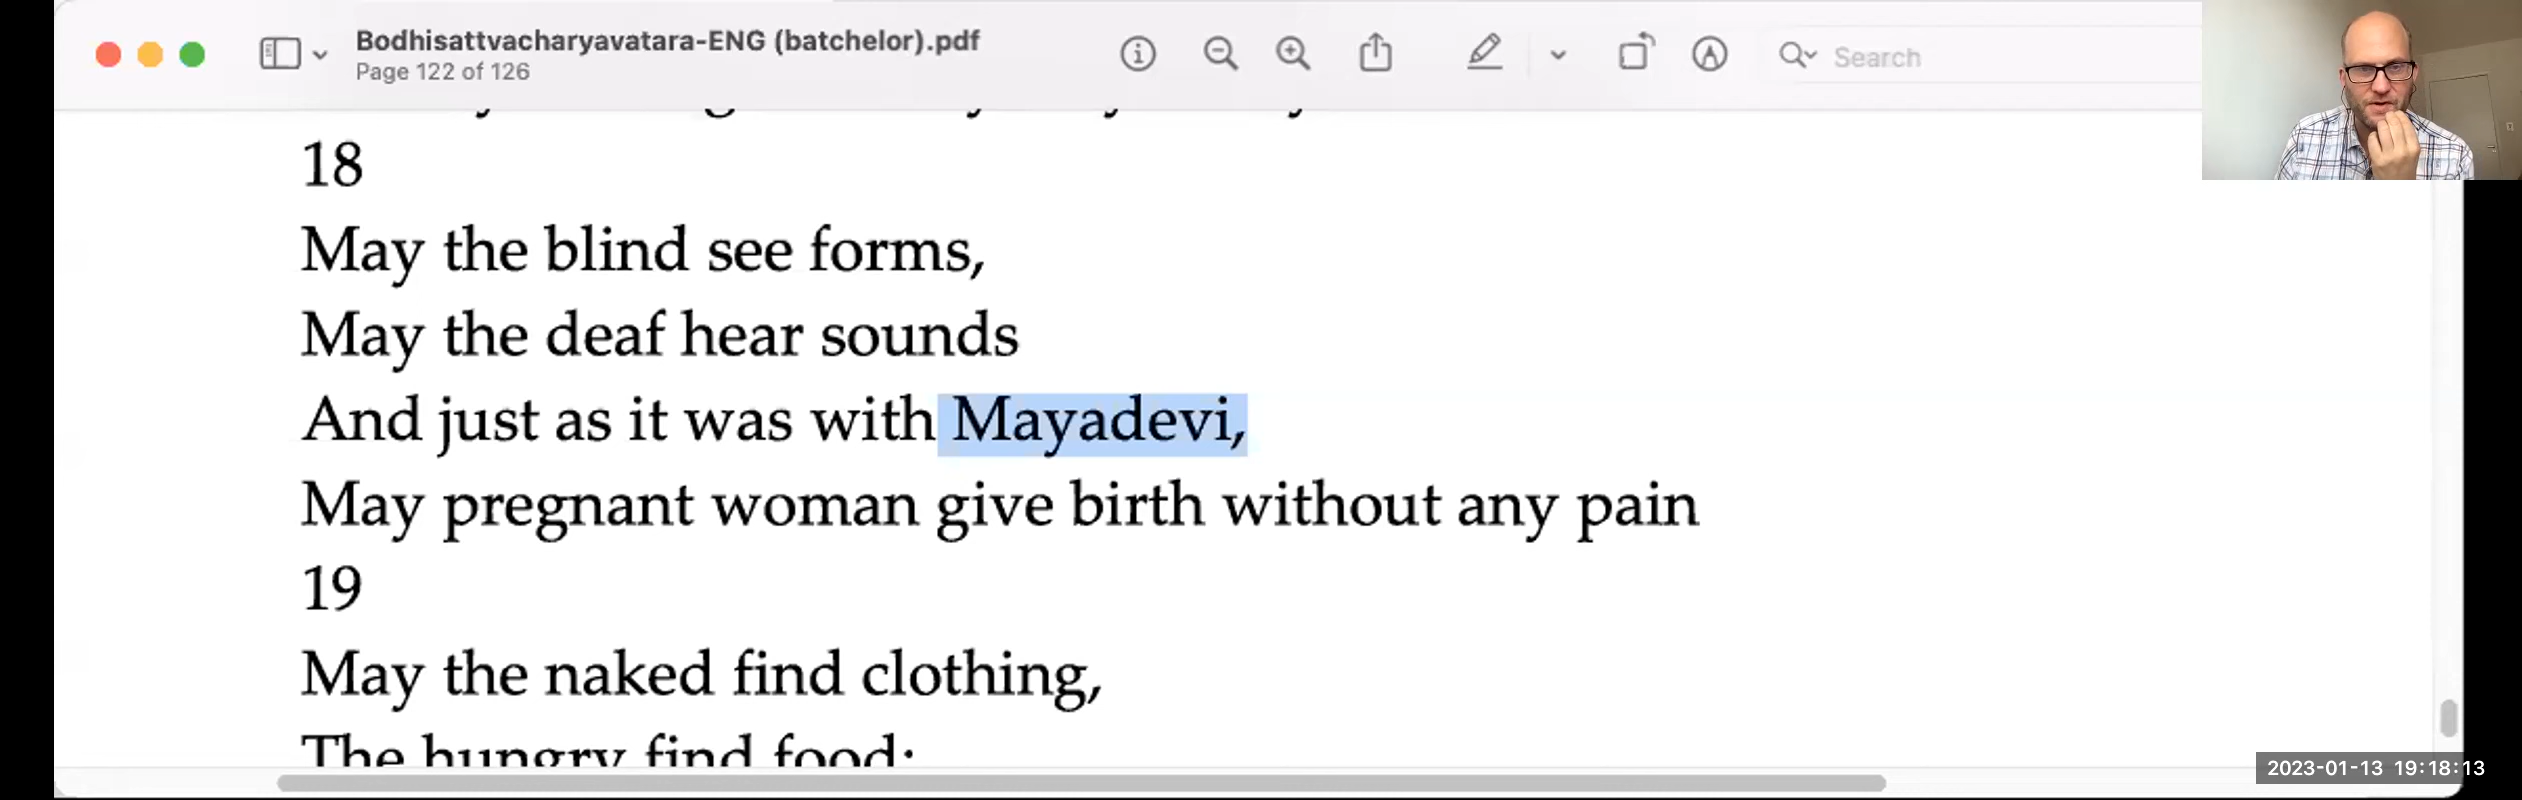 Bodhisattvacharyavatara-ENG (batchelor).pdf
Page 122 of 126
Search
18
May the blind see forms,
May the deaf hear sounds
And just as it was with Mayadevi,
May pregnant woman give birth without any pain
19
May the naked find clothing,
The hungry find food;
2023-01-13 19:18:13